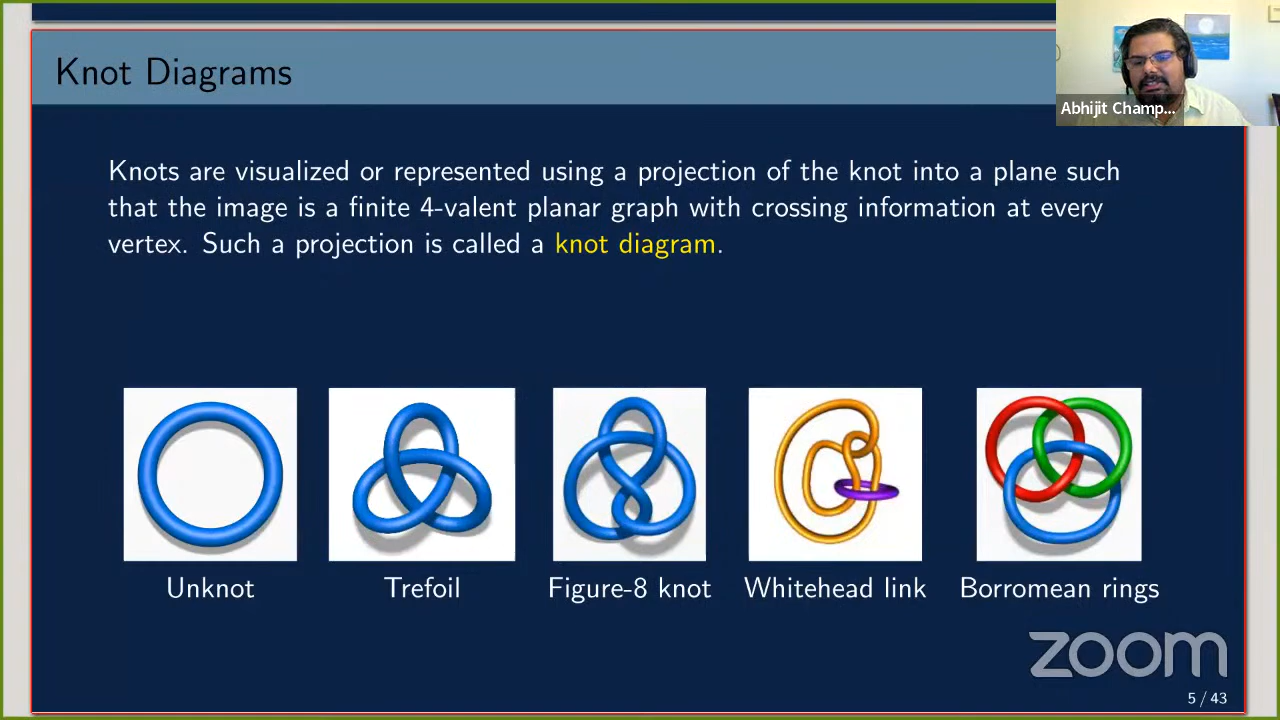 Knot Diagrams
Abhijit Champ...
Knots are visualized or represented using a projection of the knot into a plane such
that the image is a finite 4-valent planar graph with crossing information at every
vertex. Such a projection is called a knot diagram.
Unknot
Trefoil
Figure-8 knot
Whitehead link
Borromean rings
zoom
5 / 43